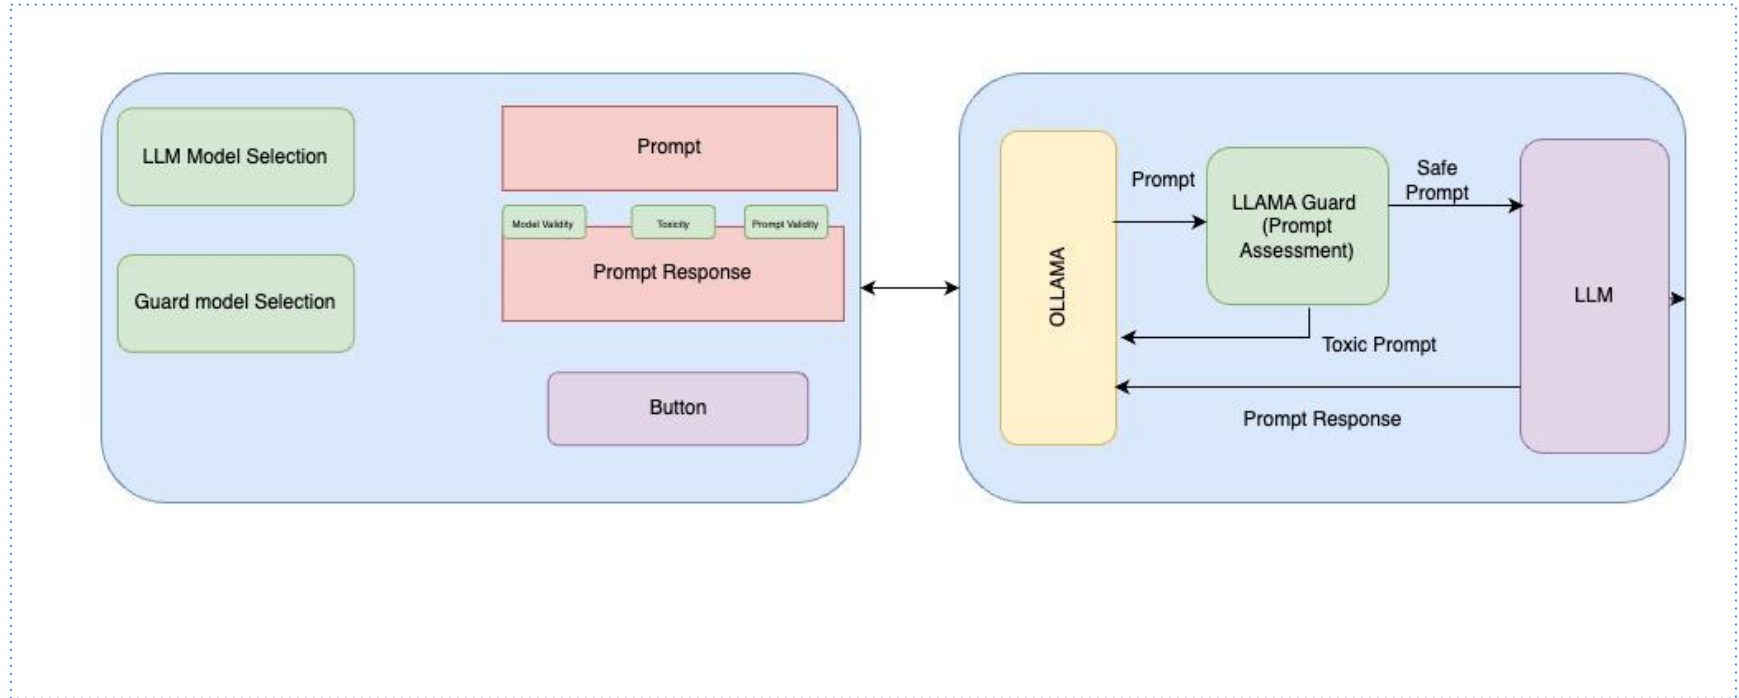 LLM Model Selection
Guard model Selection
Prompt
Model Validity
Toxicity
Prompt Validity
Prompt Response
Button
OLLAMA
Prompt
LLAMA Guard
(Prompt
Assessment)
Safe
Prompt
Toxic Prompt
Prompt Response
LLM